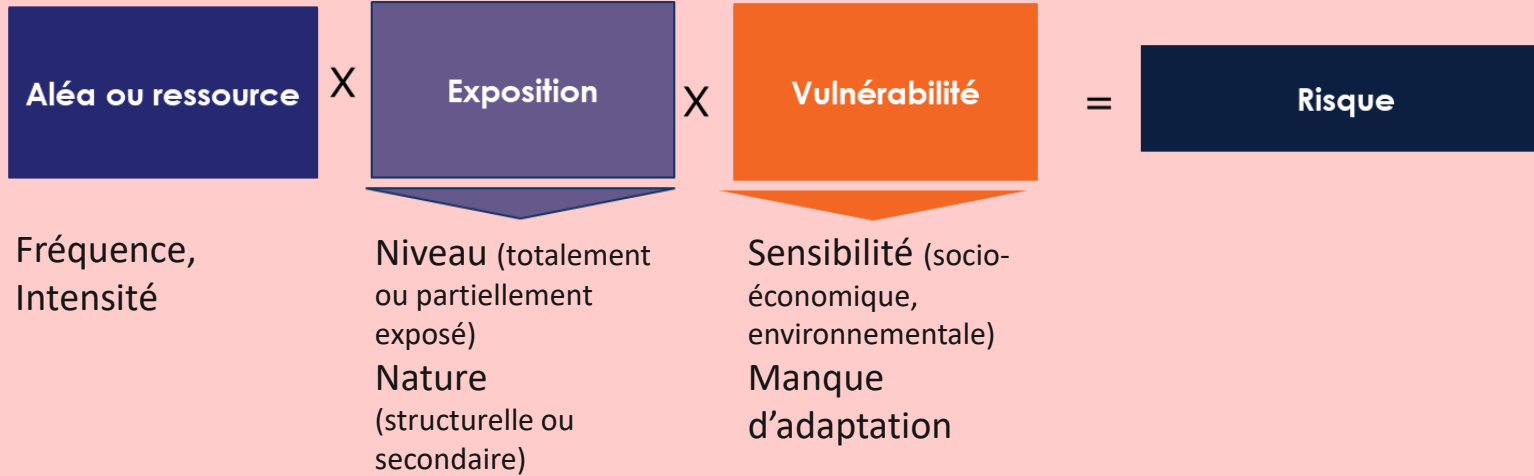 Aléa ou ressource
X
Exposition
X
Vulnérabilité
=
Risque
Fréquence,
Intensité
Niveau (totalement
ou partiellement
exposé)
Nature
(structurelle ou
secondaire)
Sensibilité (socio-
économique,
environnementale)
Manque
d’adaptation